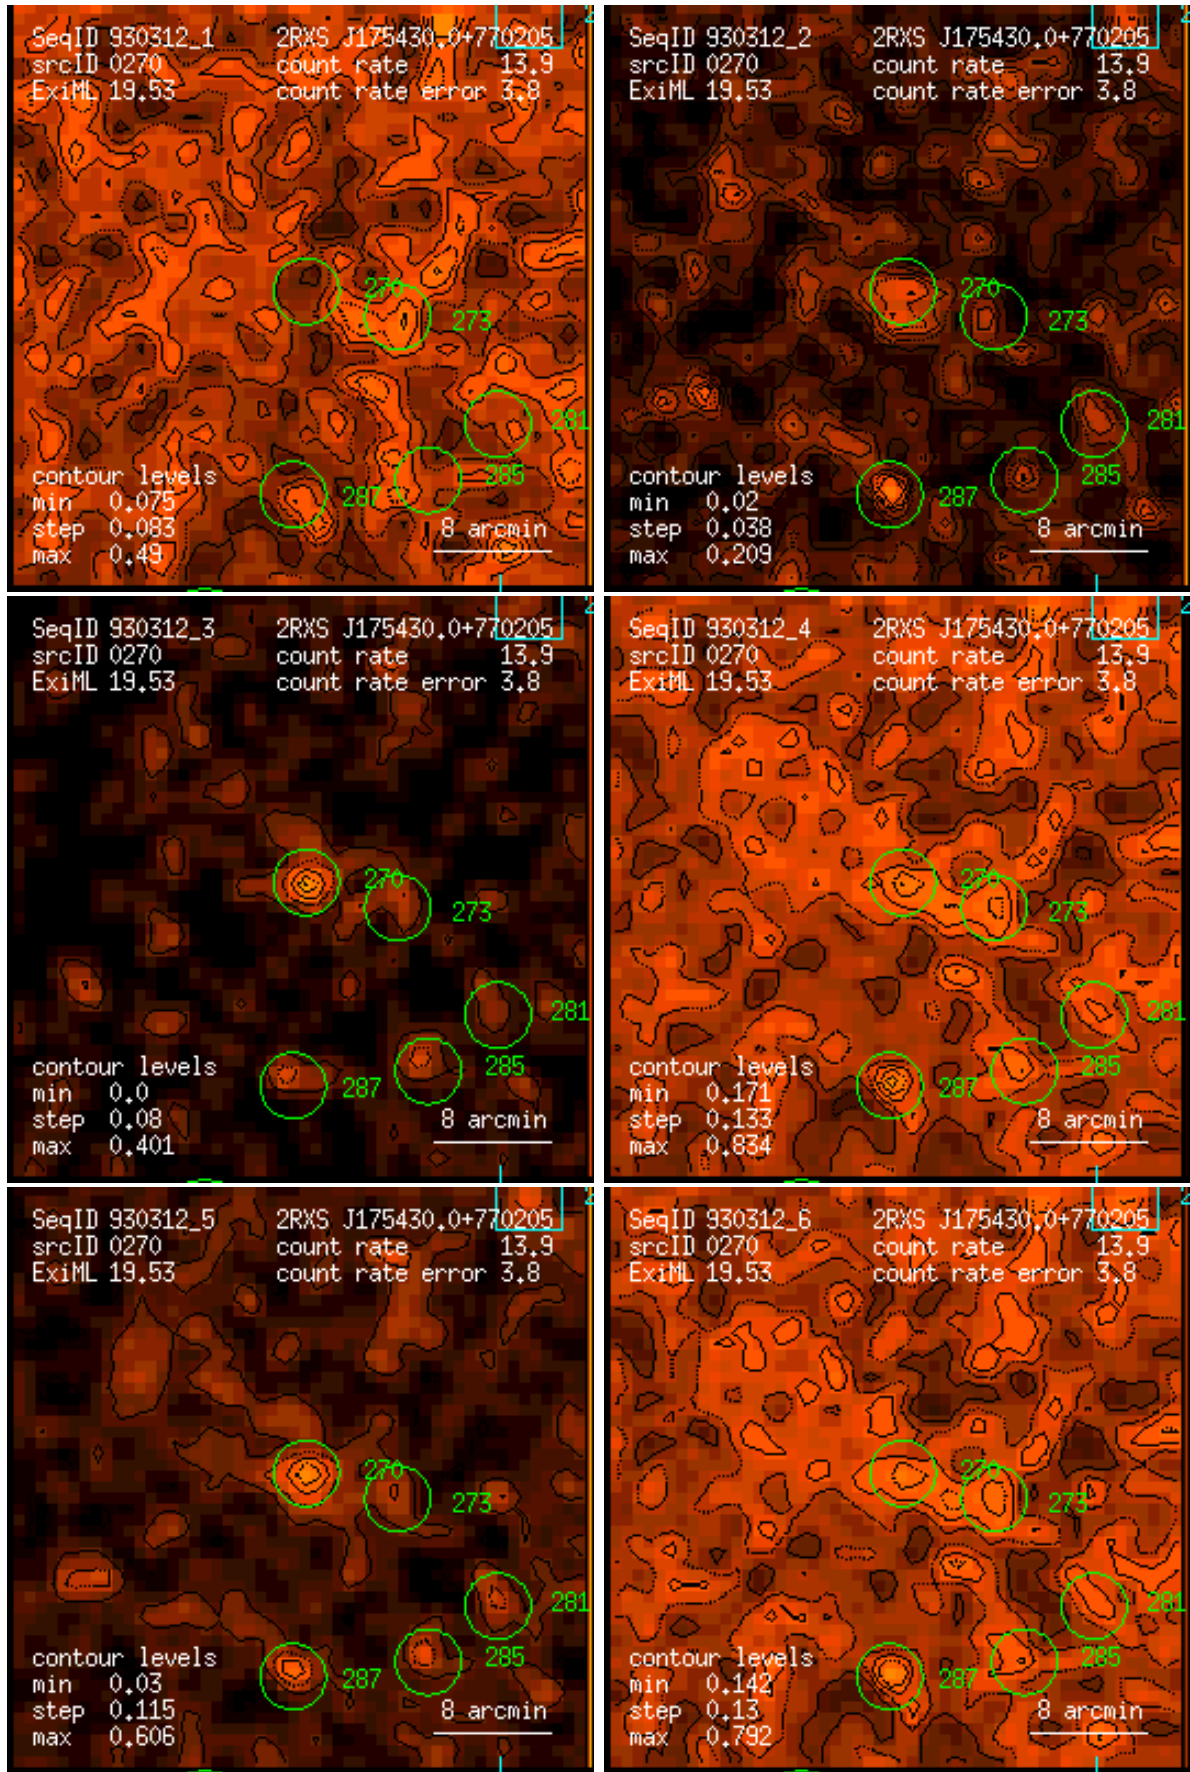 SeqID 930312_1 2RXS J175430.0+770205
srcID 0270 count rate 13.9
ExiML 19.53 count rate error 3.8
270
273
281
285
287
contour levels
min 0.075
step 0.083
max 0.49
8 arcmin
SeqID 930312_2 2RXS J175430.0+770205
srcID 0270 count rate 13.9
ExiML 19.53 count rate error 3.8
270
273
281
285
287
contour levels
min 0.02
step 0.038
max 0.209
8 arcmin
SeqID 930312_3 2RXS J175430.0+770205
srcID 0270 count rate 13.9
ExiML 19.53 count rate error 3.8
270
273
281
285
287
contour levels
min 0.0
step 0.08
max 0.401
8 arcmin
SeqID 930312_4 2RXS J175430.0+770205
srcID 0270 count rate 13.9
ExiML 19.53 count rate error 3.8
270
273
281
285
287
contour levels
min 0.171
step 0.133
max 0.834
8 arcmin
SeqID 930312_5 2RXS J175430.0+770205
srcID 0270 count rate 13.9
ExiML 19.53 count rate error 3.8
270
273
281
285
287
contour levels
min 0.03
step 0.115
max 0.606
8 arcmin
SeqID 930312_6 2RXS J175430.0+770205
srcID 0270 count rate 13.9
ExiML 19.53 count rate error 3.8
270
273
281
285
287
contour levels
min 0.142
step 0.13
max 0.792
8 arcmin